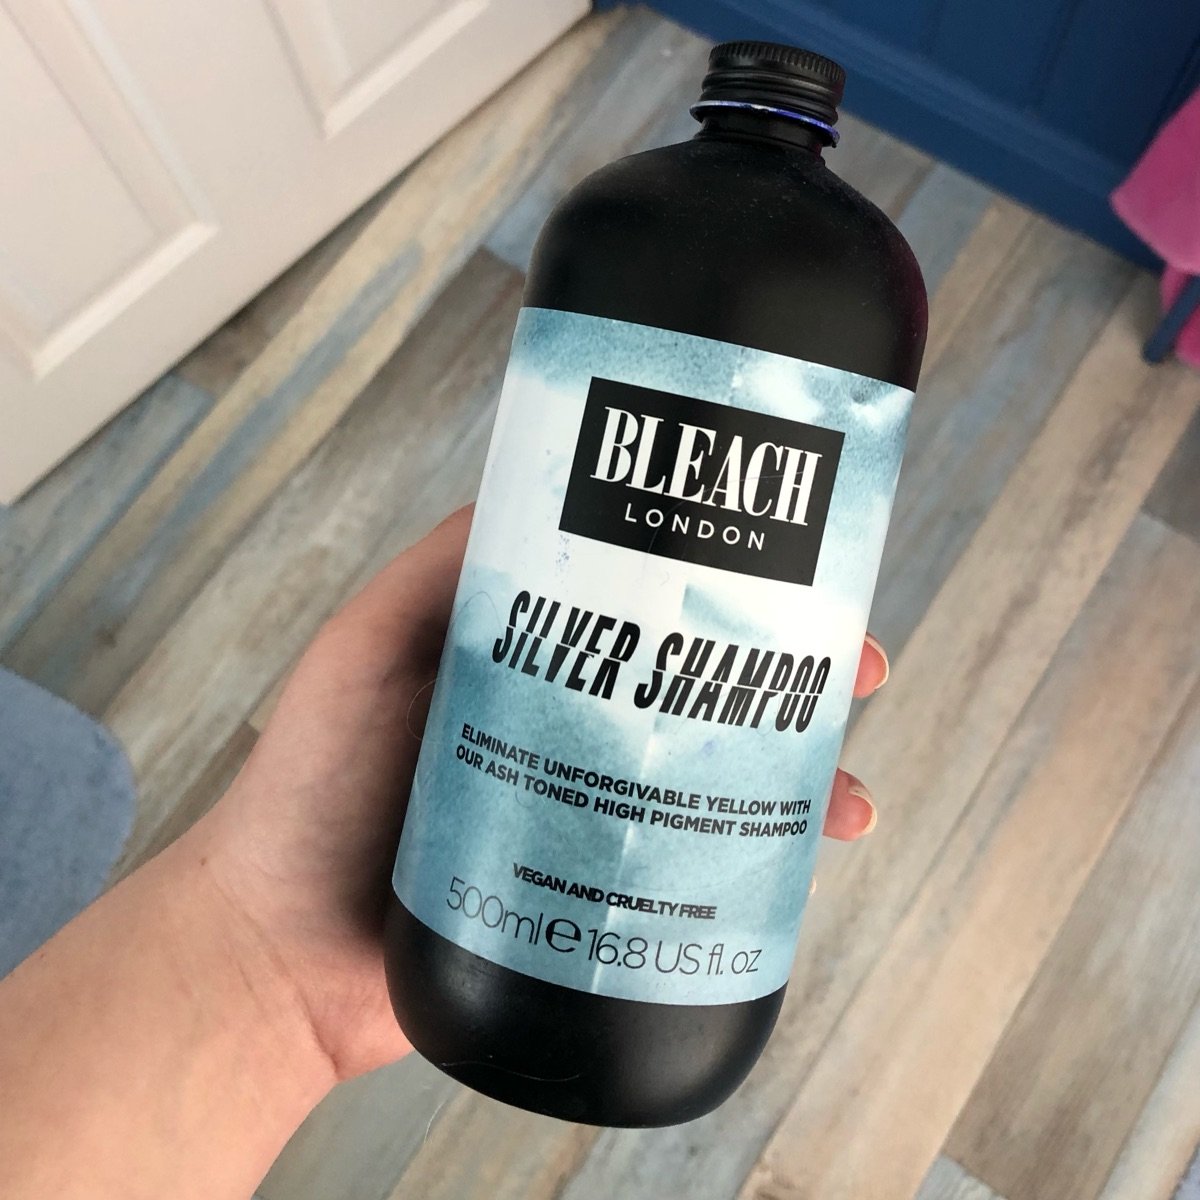 BLEACH
LONDON
SILVER SHAMPOO
ELIMINATE UNFORGIVABLE YELLOW WITH
OUR ASH TONED HIGH PIGMENT SHAMPOO
VEGAN AND CRUELTY FREE
500ml ℮ 16.8 US fl. oz